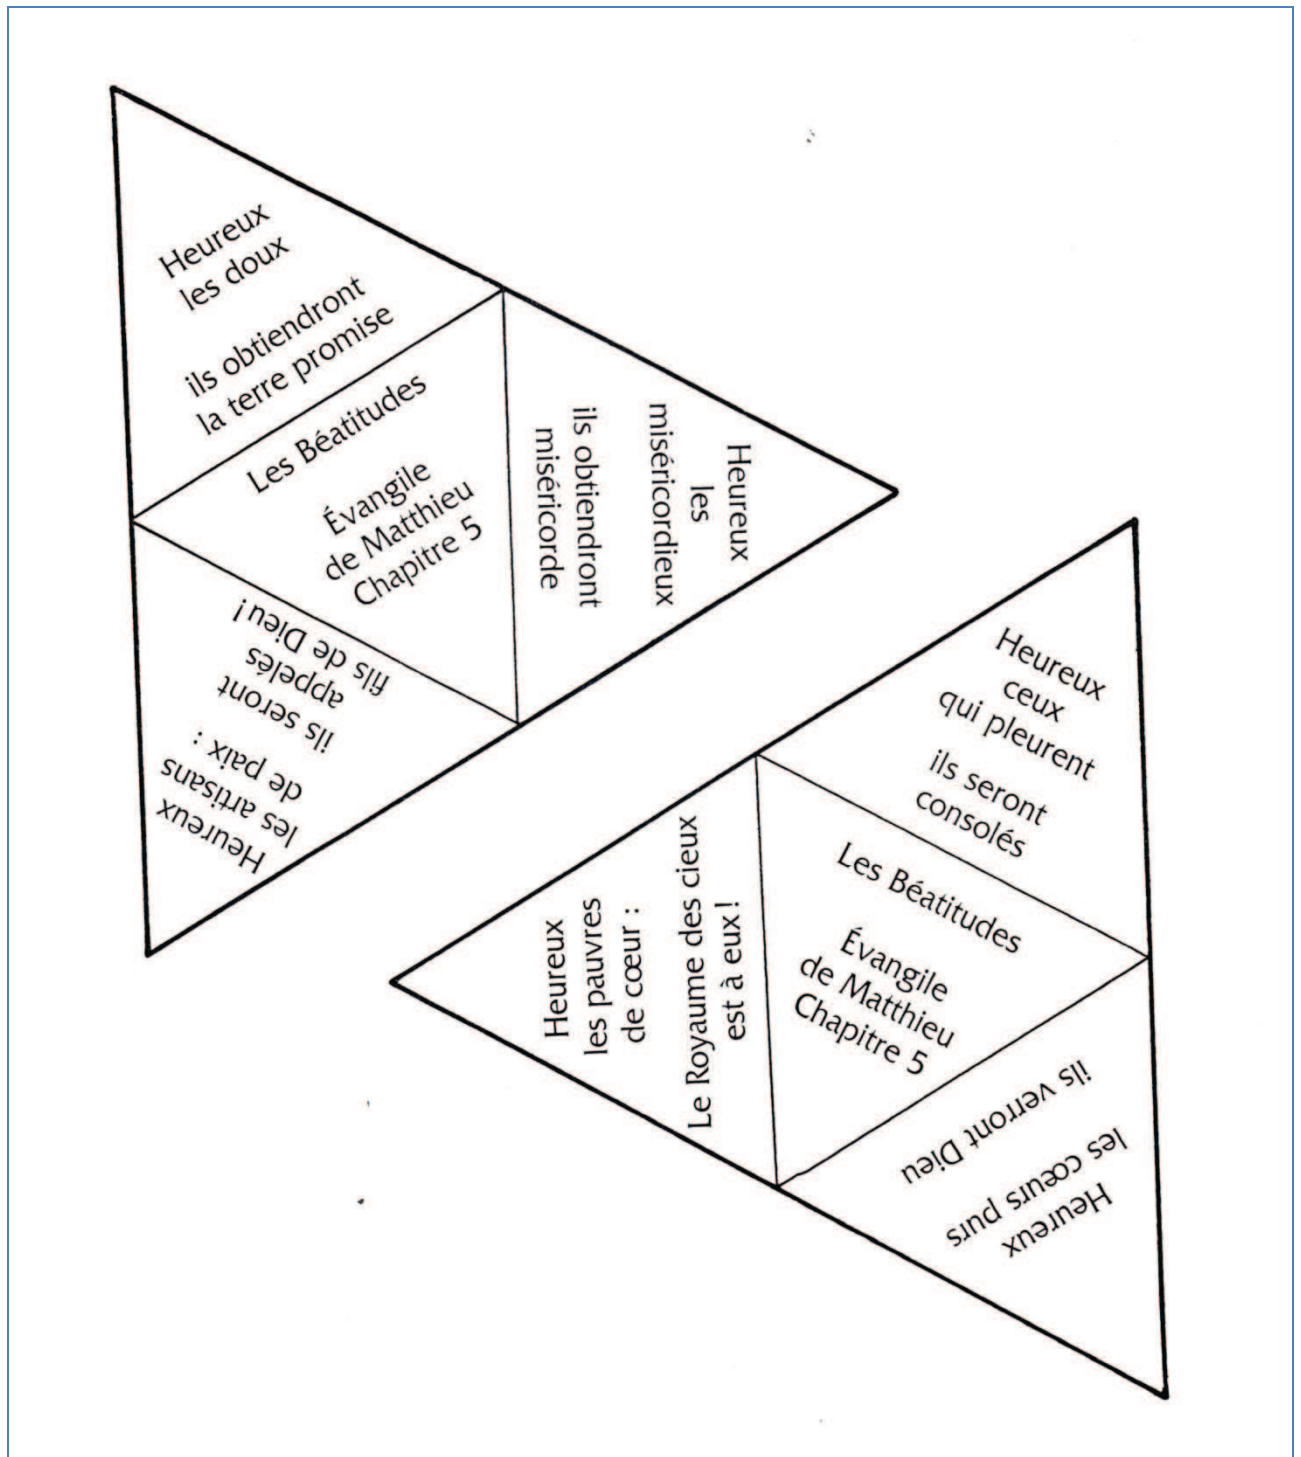 Heureux
les doux
ils obtiendront
la terre promise
Les Béatitudes
Évangile
de Matthieu
Chapitre 5
Heureux
les
miséricordieux
ils obtiendront
miséricorde
Heureux
les artisans
de paix :
ils seront
appelés
fils de Dieu !
Heureux
ceux
qui pleurent
ils seront
consolés
Heureux
les pauvres
de cœur :
Le Royaume des cieux
est à eux !
Les Béatitudes
Évangile
de Matthieu
Chapitre 5
Heureux
les cœurs purs
ils verront Dieu